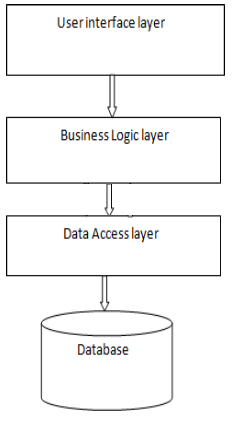 User interface layer
Business Logic layer
Data Access layer
Database